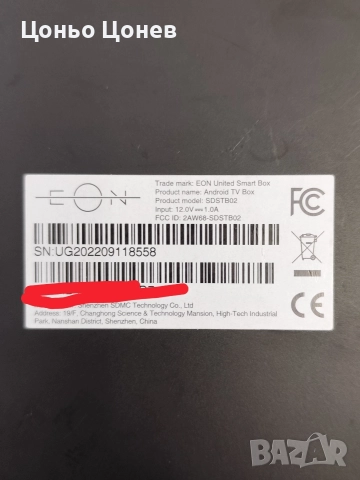 Цоньо Цонев
EON
Trade mark: EON United Smart Box
Product name: Android TV Box
Product model: SDSTB02
Input: 12.0V⎓1.0A
FCC ID: 2AW68-SDSTB02
FC
SN:UG202209118558
Shenzhen SDMC Technology Co., Ltd
Address: 19/F, Changhong Science & Technology Mansion, High-Tech Industrial
Park, Nanshan District, Shenzhen, China
CE
BAZAR